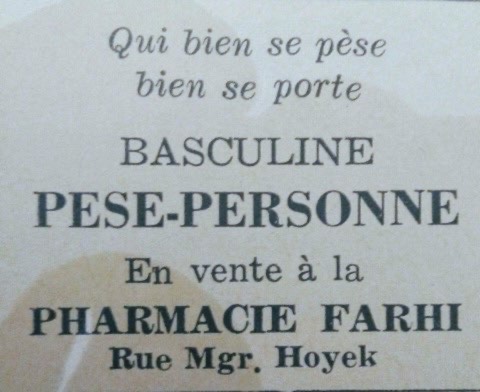 Qui bien se pèse
bien se porte
BASCULINE
PESE-PERSONNE
En vente à la
PHARMACIE FARHI
Rue Mgr. Hoyek